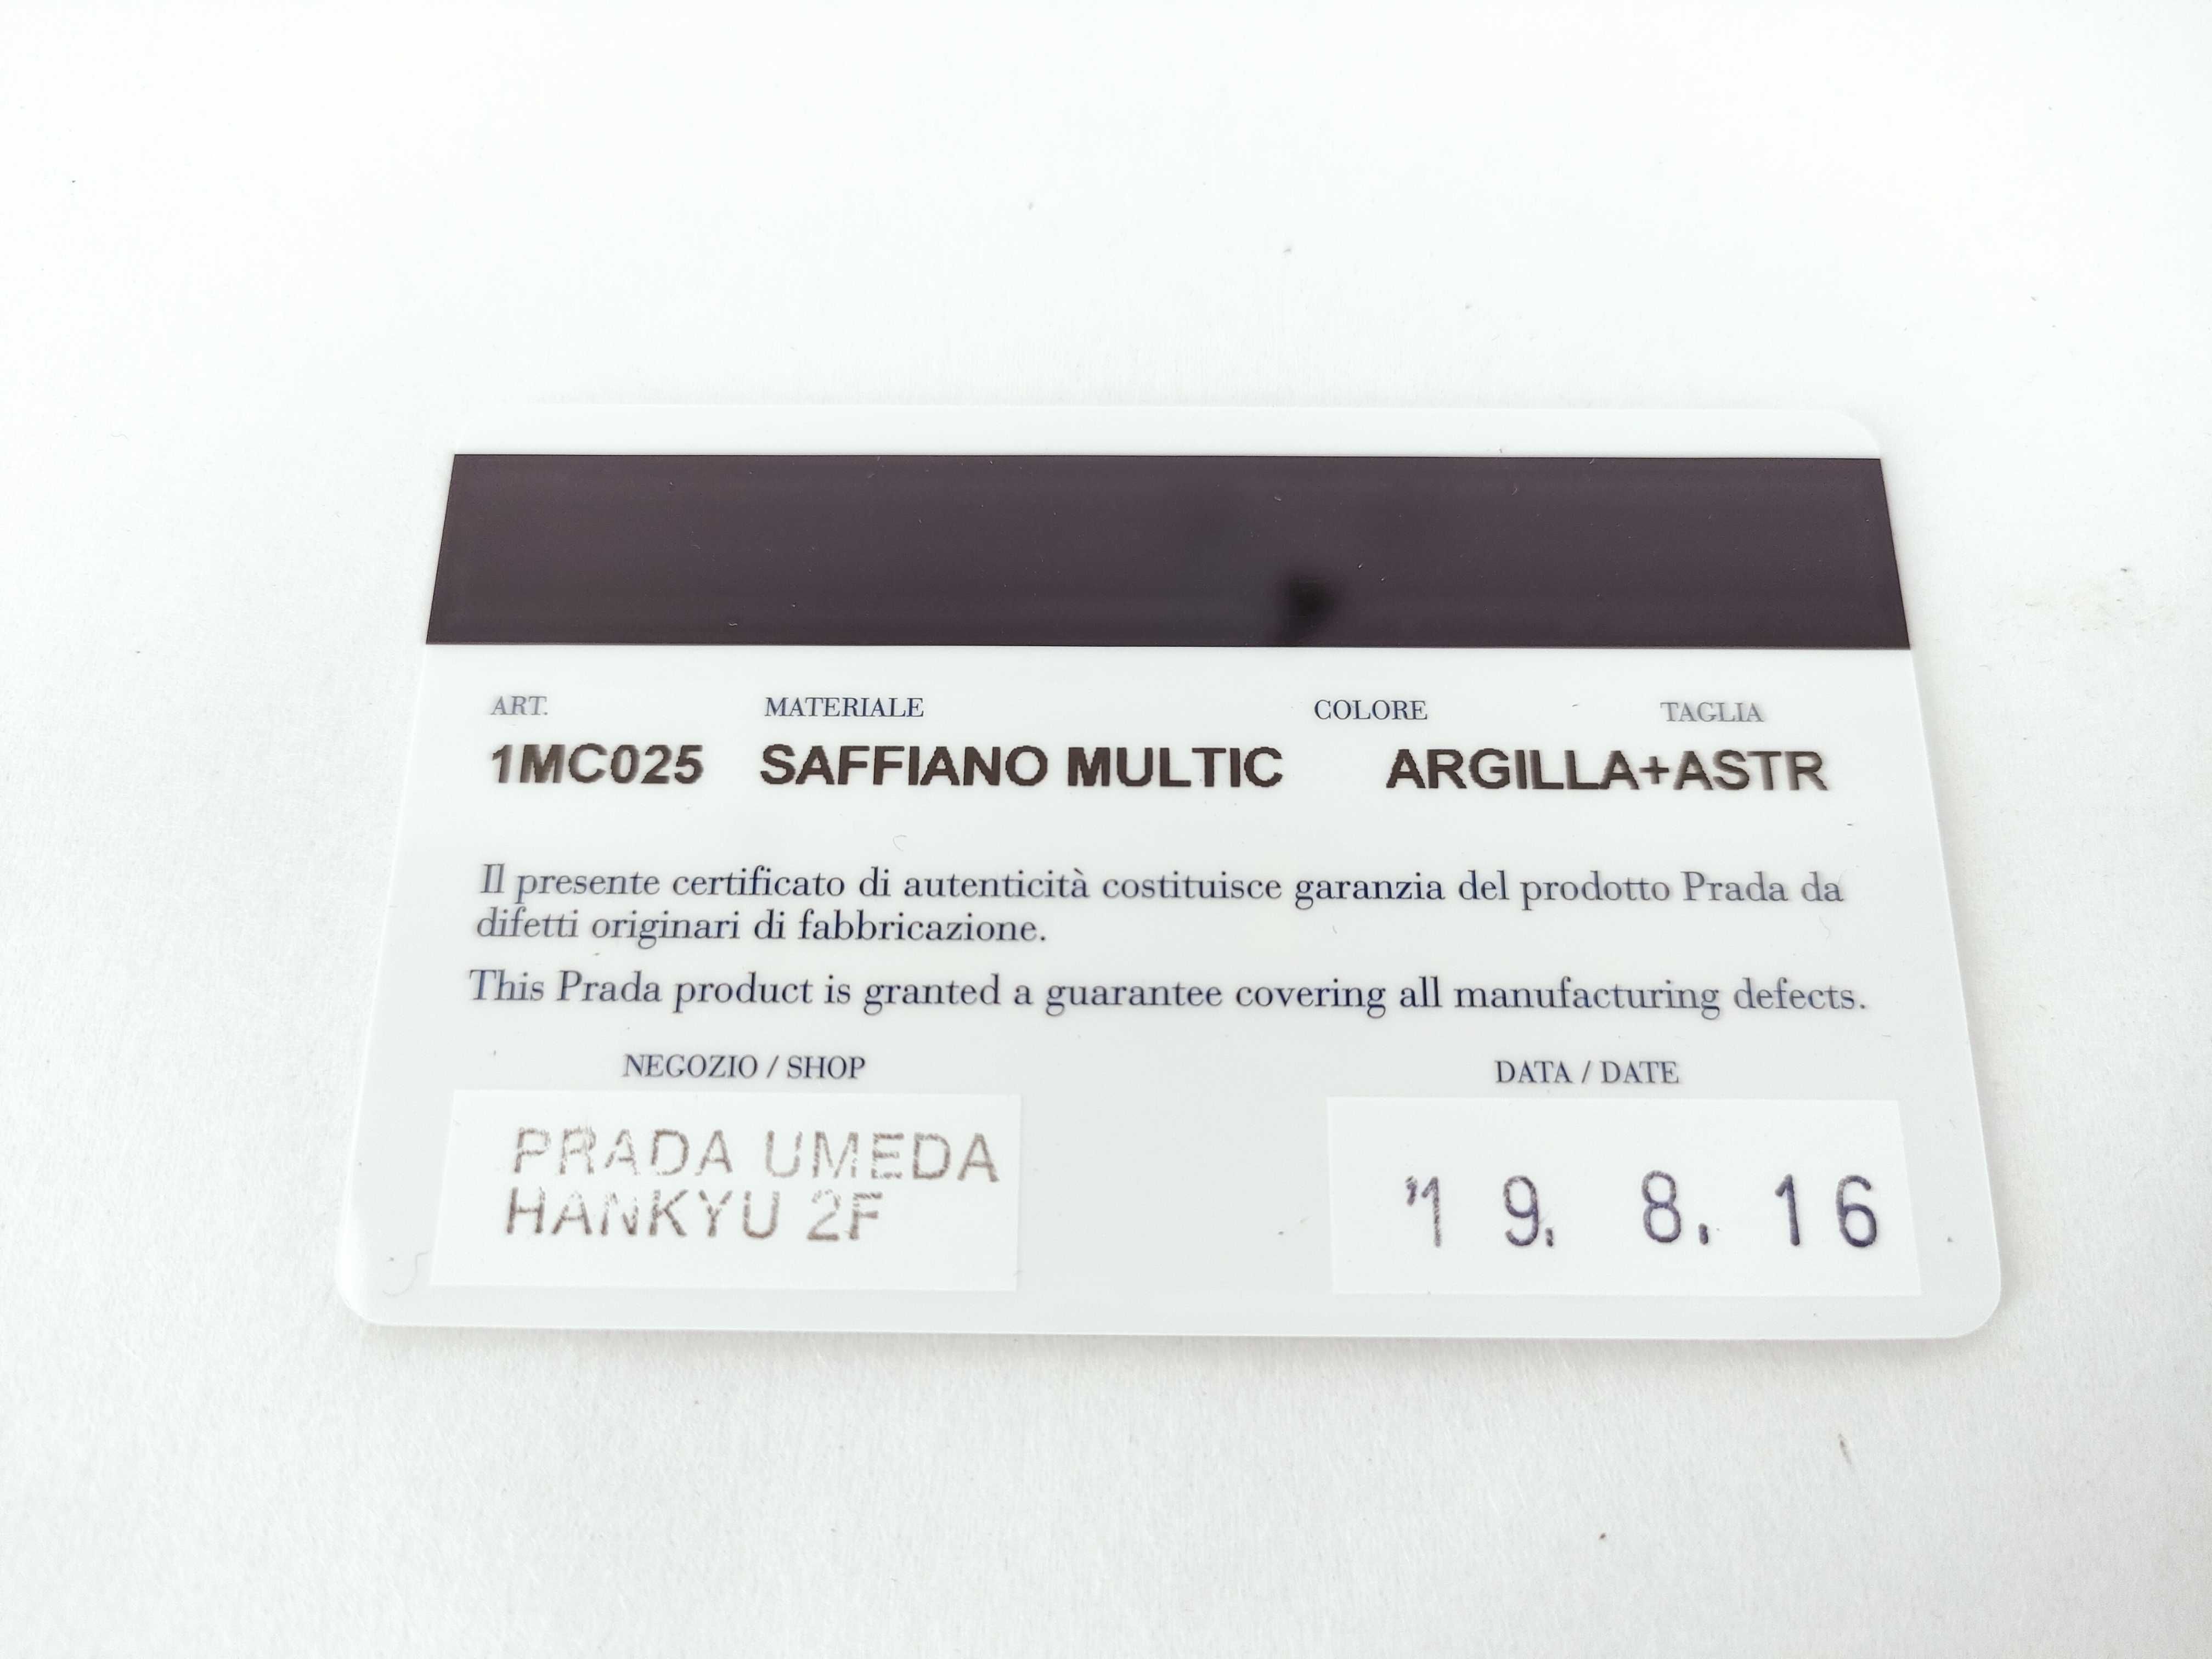 ART. MATERIALE COLORE TAGLIA
1MC025 SAFFIANO MULTIC ARGILLA+ASTR
Il presente certificato di autenticità costituisce garanzia del prodotto Prada da
difetti originari di fabbricazione.
This Prada product is granted a guarantee covering all manufacturing defects.
NEGOZIO / SHOP DATA / DATE
PRADA UMEDA
HANKYU 2F
'19. 8. 16